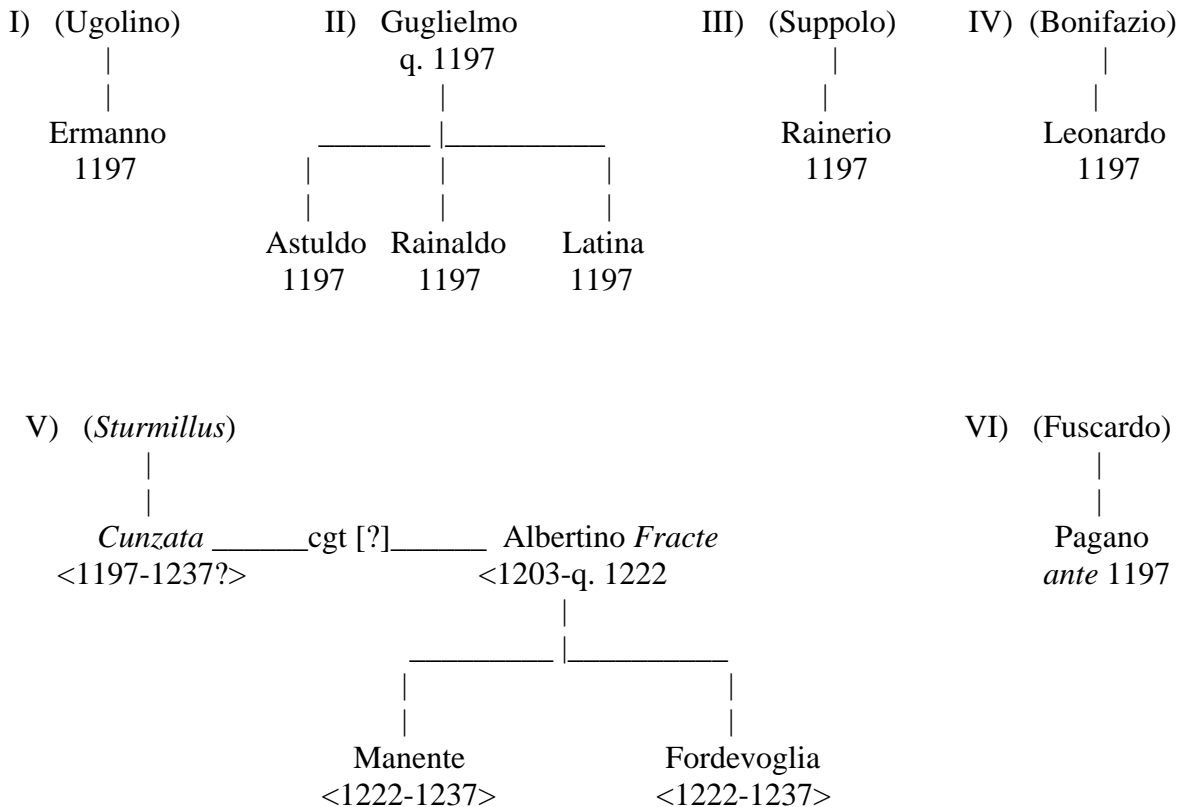 I) (Ugolino) II) Guglielmo III) (Suppolo) IV) (Bonifazio)
q. 1197
Ermanno Rainerio Leonardo
1197 1197 1197
Astuldo Rainaldo Latina
1197 1197 1197
V) (Sturmillus) VI) (Fuscardo)
Cunzata ______cgt [?]______ Albertino Fracte Pagano
<1197-1237?> <1203-q. 1222 ante 1197
Manente Fordevoglia
<1222-1237> <1222-1237>